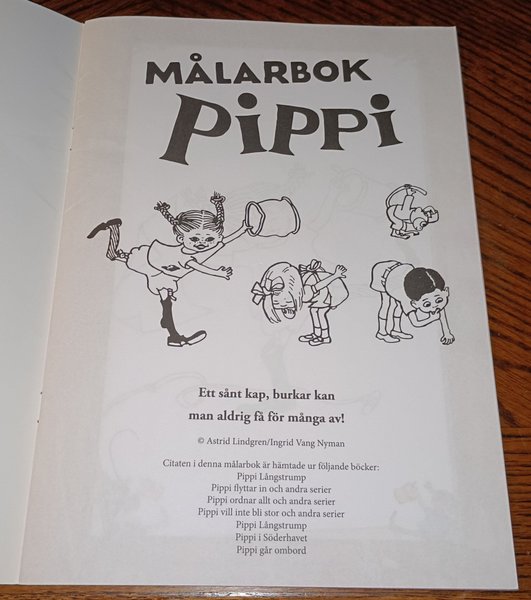 MÅLARBOK
Pippi
Ett sånt kap, burkar kan
man aldrig få för många av!
© Astrid Lindgren/Ingrid Vang Nyman
Citaten i denna målarbok är hämtade ur följande böcker:
Pippi Långstrump
Pippi flyttar in och andra serier
Pippi ordnar allt och andra serier
Pippi vill inte bli stor och andra serier
Pippi Långstrump
Pippi i Söderhavet
Pippi går ombord